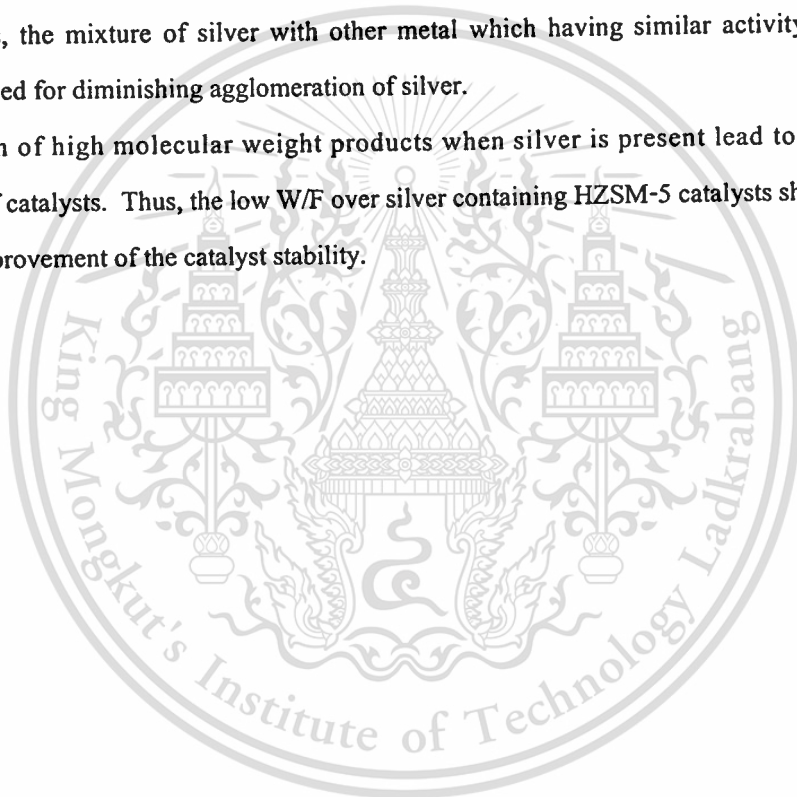 , the mixture of silver with other metal which having similar activity
ed for diminishing agglomeration of silver.
n of high molecular weight products when silver is present lead to
f catalysts. Thus, the low W/F over silver containing HZSM-5 catalysts sh
provement of the catalyst stability.
King Mongkut's Institute of Technology Ladkrabang